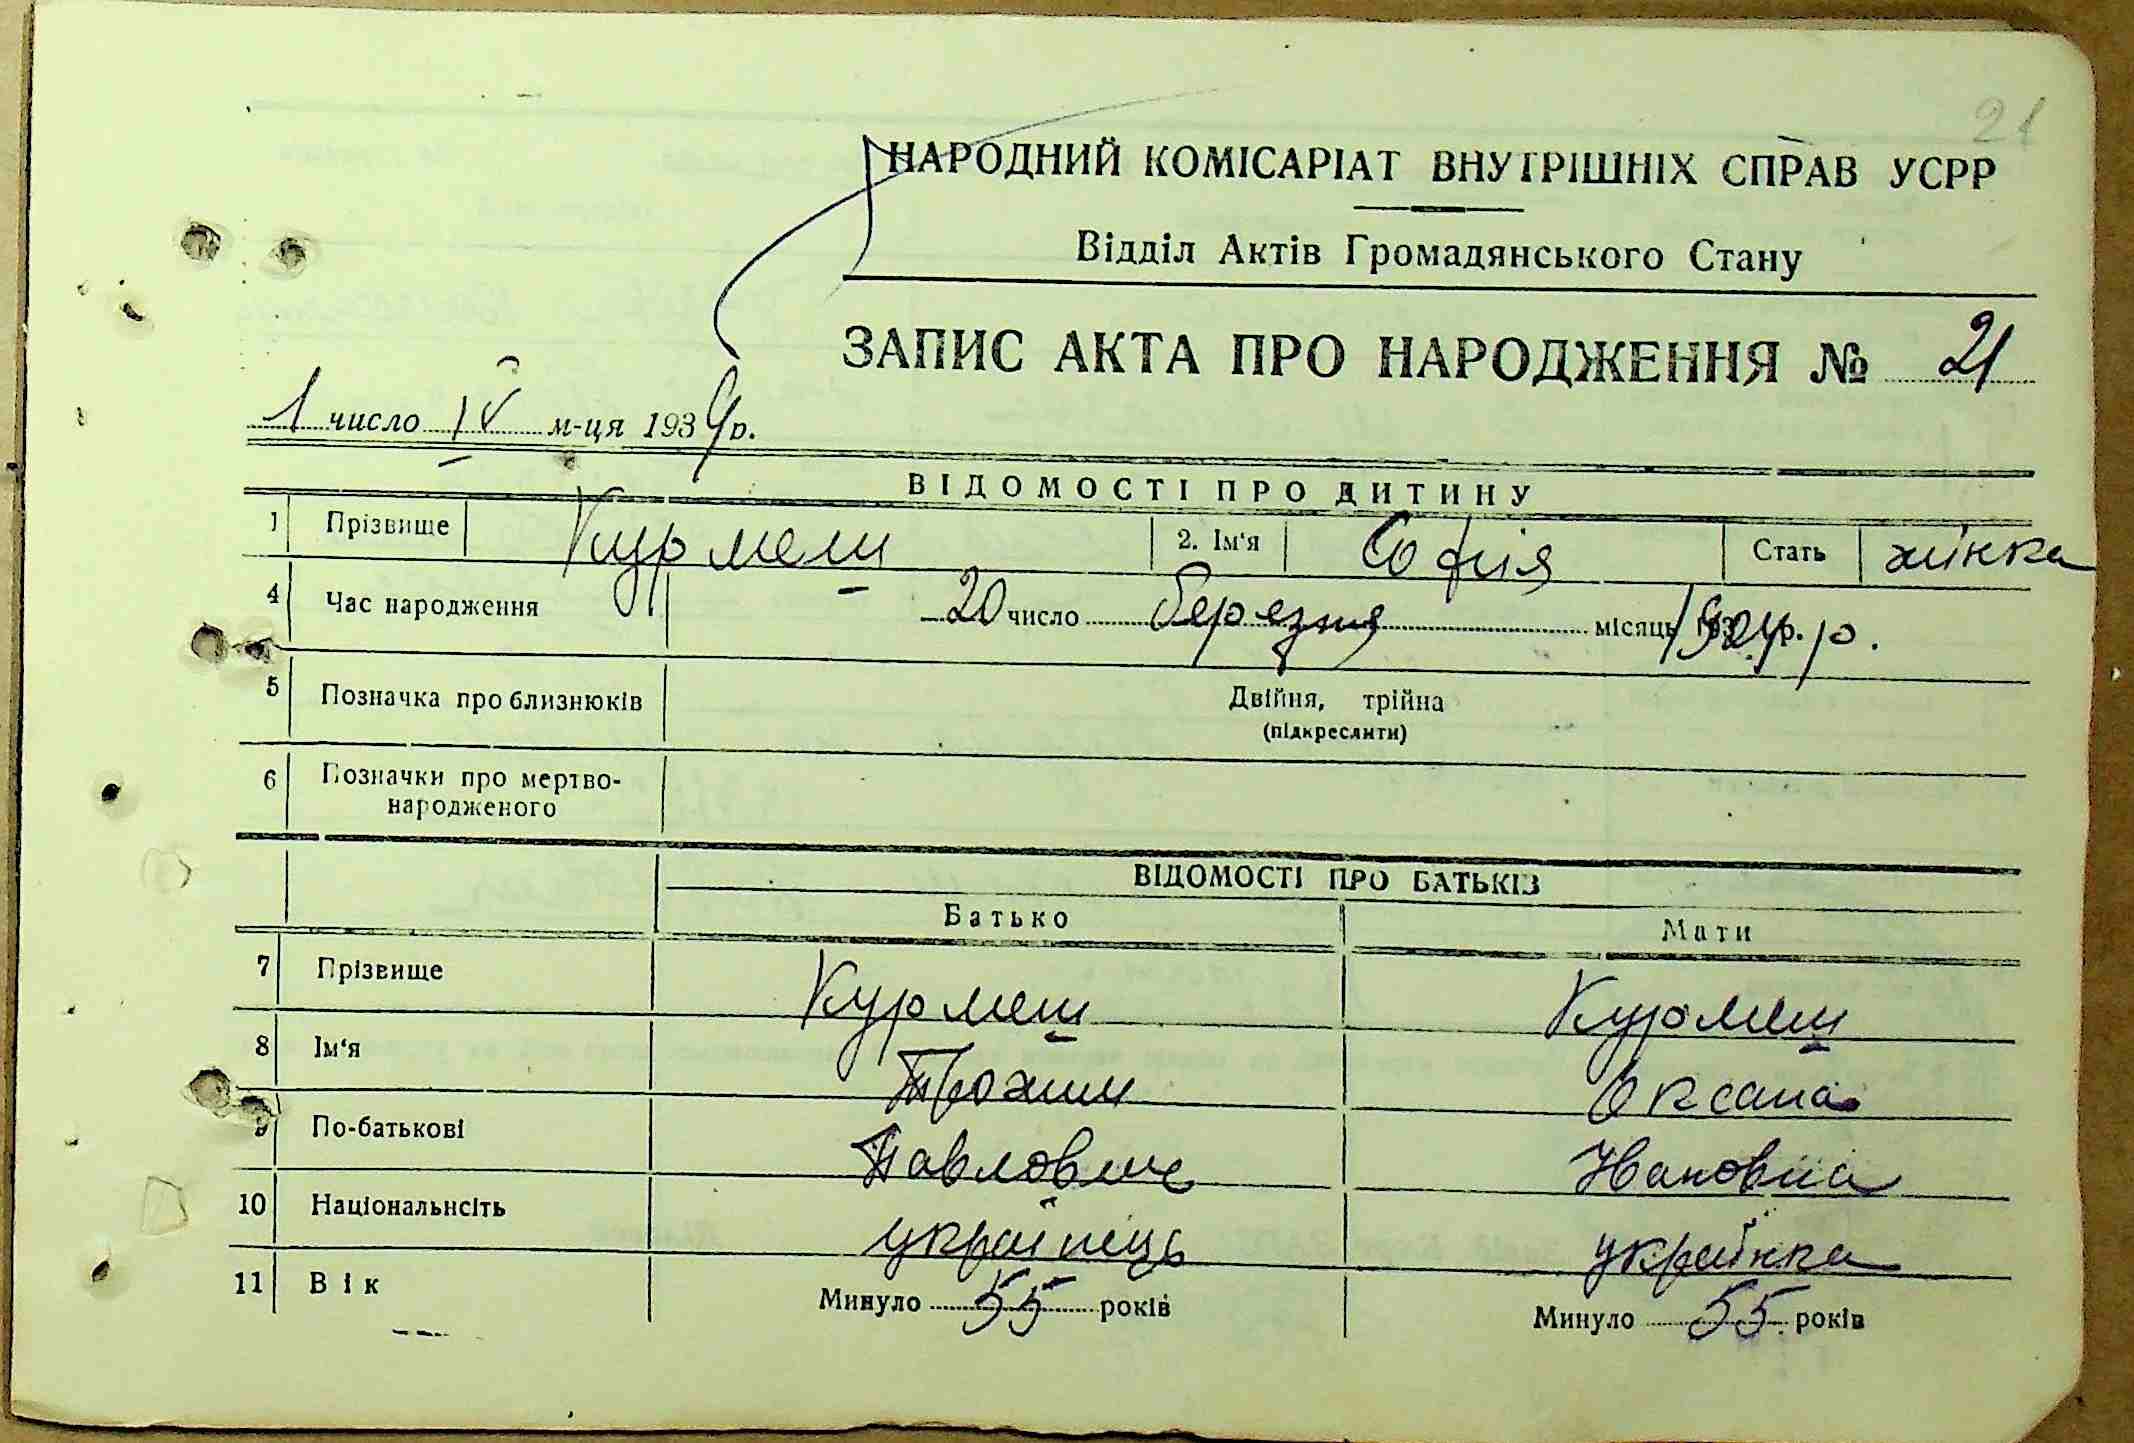 21
НАРОДНИЙ КОМІСАРІАТ ВНУТРІШНІХ СПРАВ УСРР
Відділ Актів Громадянського Стану
ЗАПИС АКТА ПРО НАРОДЖЕННЯ № 21
1 число IV м-ця 1939р.
ВІДОМОСТІ ПРО ДИТИНУ
1 Прізвище Курмеш 2. Ім'я Софія Стать жінка
4 Час народження 20 число березня місяць 1924р. р.
5 Позначка про близнюків Двійня, трійна
(підкреслити)
6 Позначки про мертво-
народженого
ВІДОМОСТІ ПРО БАТЬКІВ
Батько Мати
7 Прізвище Курмеш Курмеш
8 Ім'я Трохим Оксана
9 По-батькові Павлович Ивановна
10 Національнсіть українець українка
11 Вік Минуло 55 років Минуло 55 років